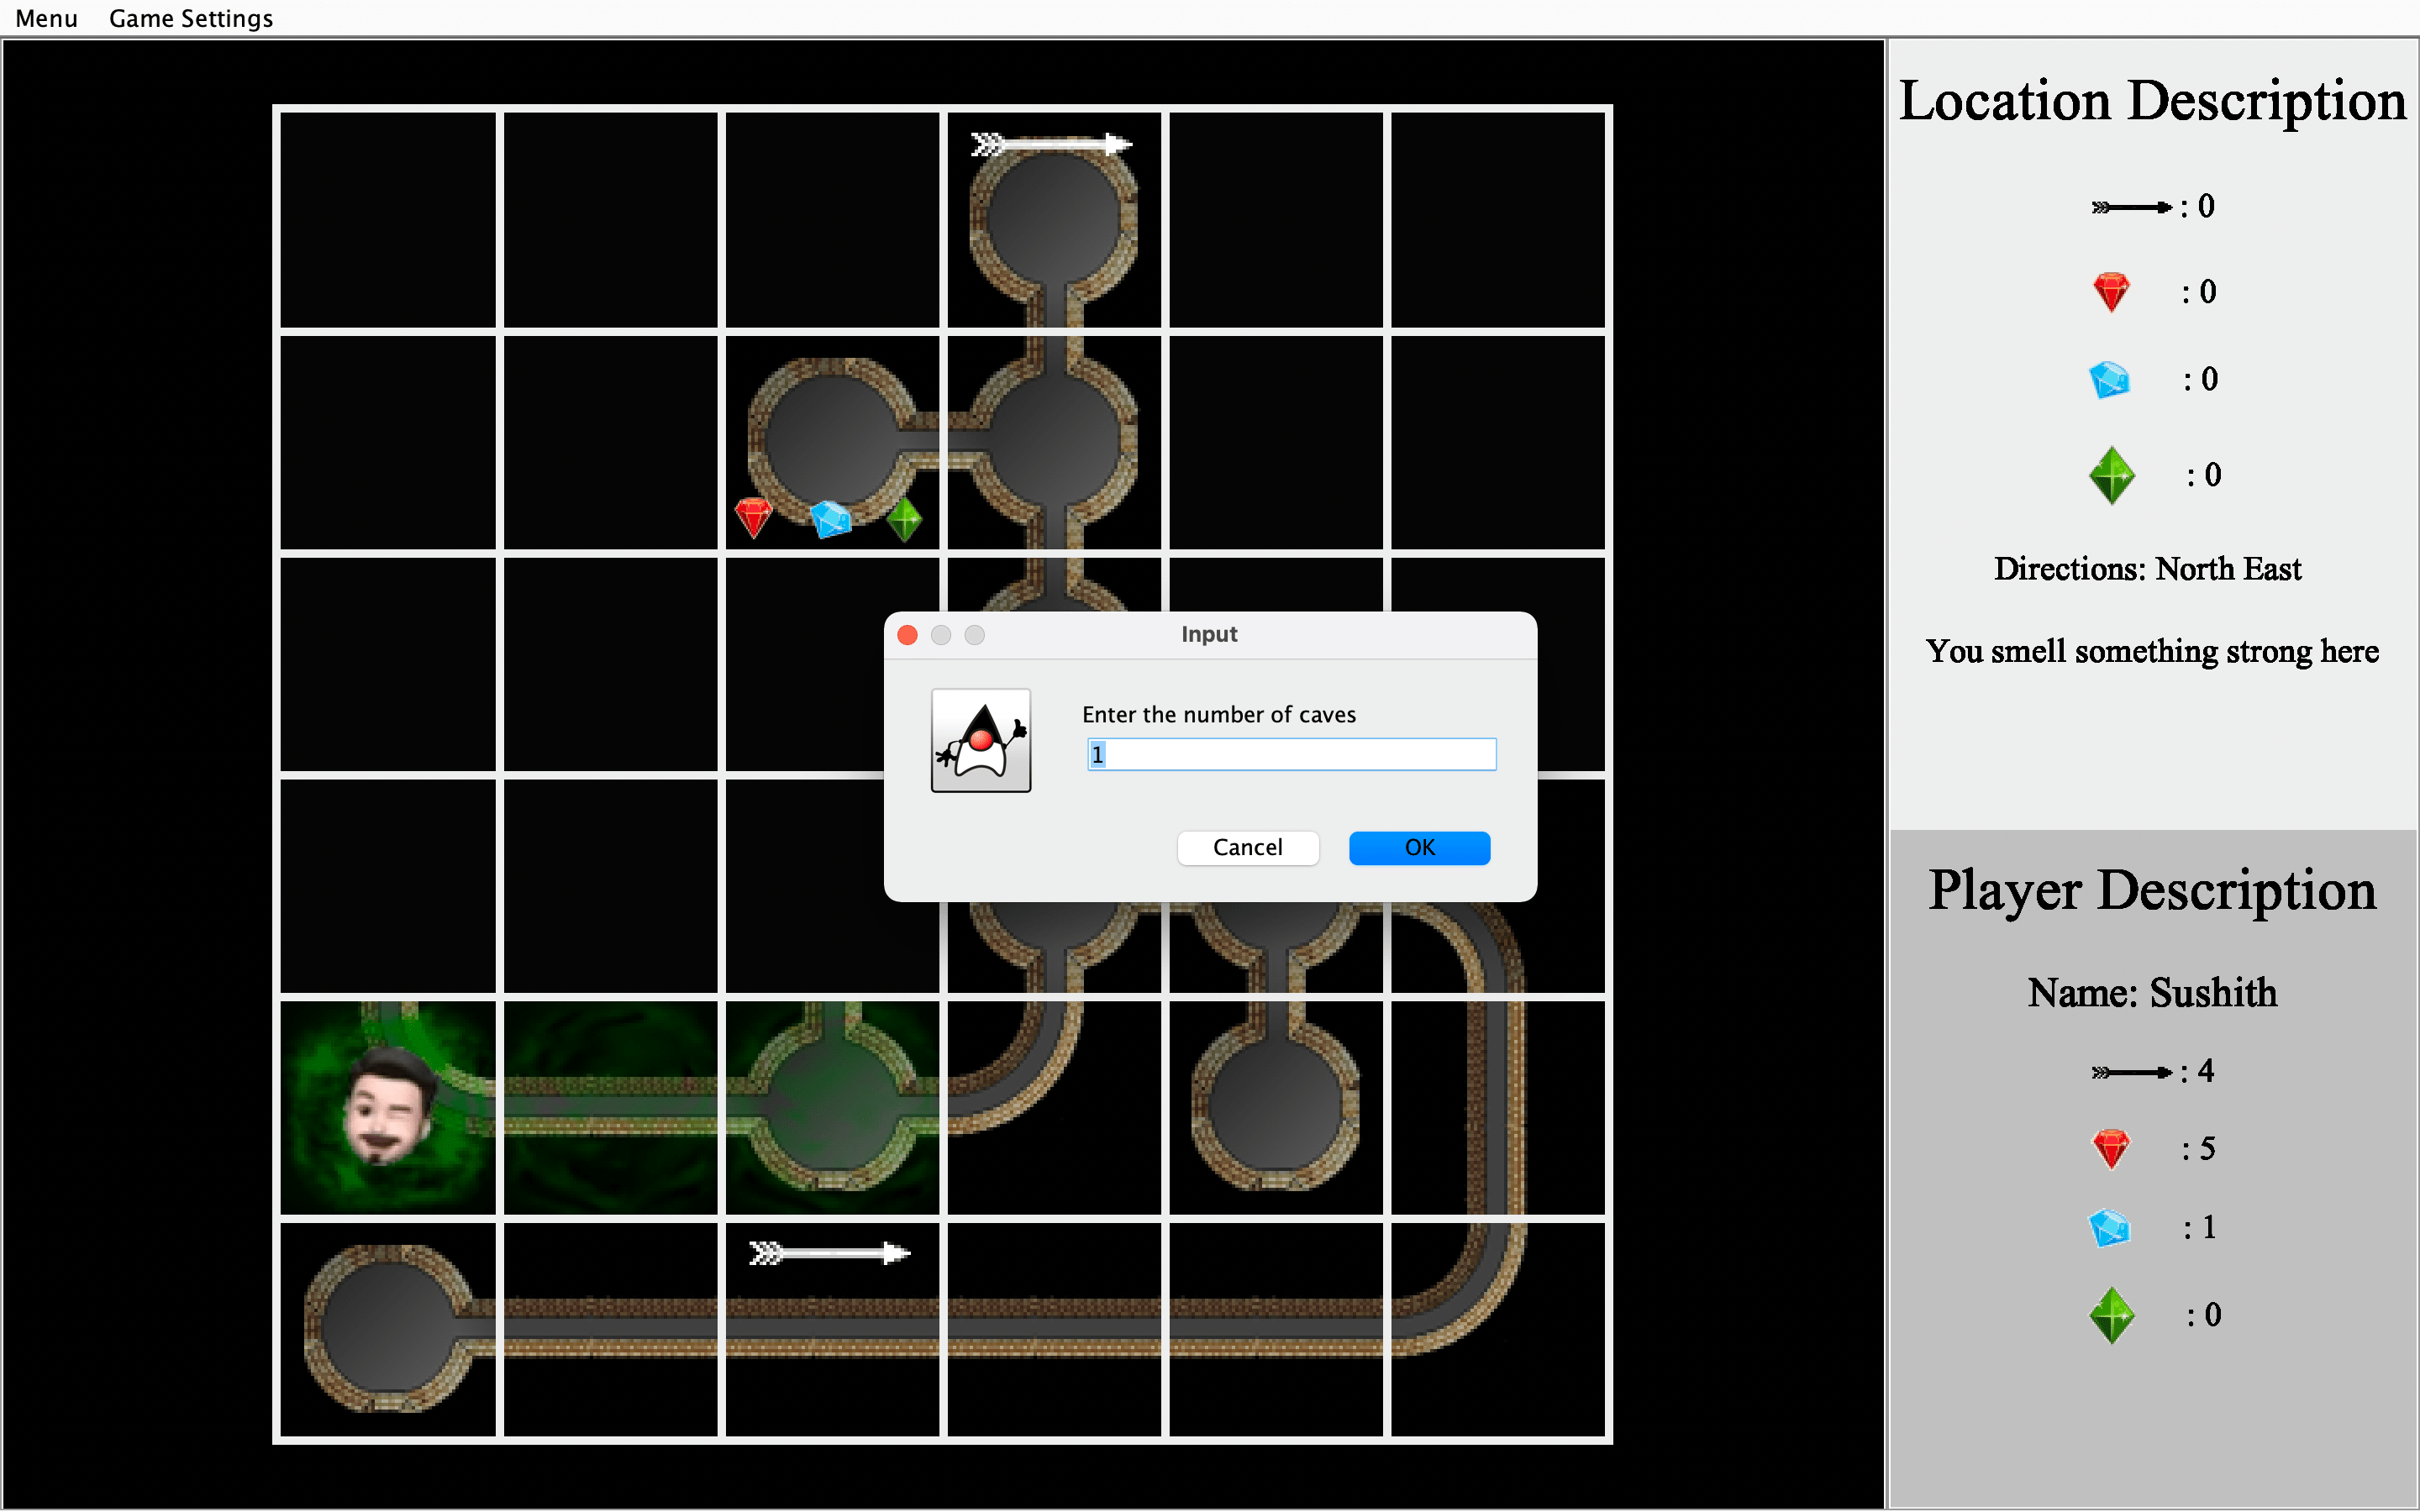 Menu Game Settings
Location Description
: 0
: 0
: 0
: 0
Directions: North East
You smell something strong here
Input
Enter the number of caves
1
Cancel OK
Player Description
Name: Sushith
: 4
: 5
: 1
: 0